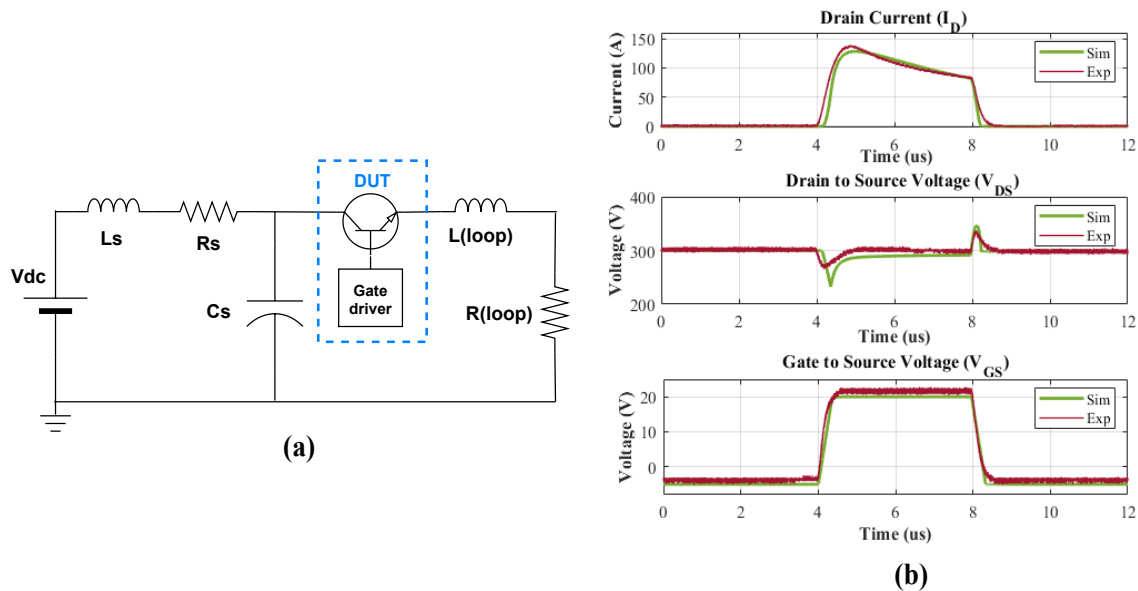 DUT
Ls
Rs
L(loop)
Vdc
Cs
Gate
driver
R(loop)
(a)
Drain Current (I_D)
Current (A)
150
100
50
0
Sim
Exp
0 2 4 6 8 10 12
Time (us)
Drain to Source Voltage (V_DS)
Voltage (V)
400
300
200
Sim
Exp
0 2 4 6 8 10 12
Time (us)
Gate to Source Voltage (V_GS)
Voltage (V)
20
10
0
Sim
Exp
0 2 4 6 8 10 12
Time (us)
(b)